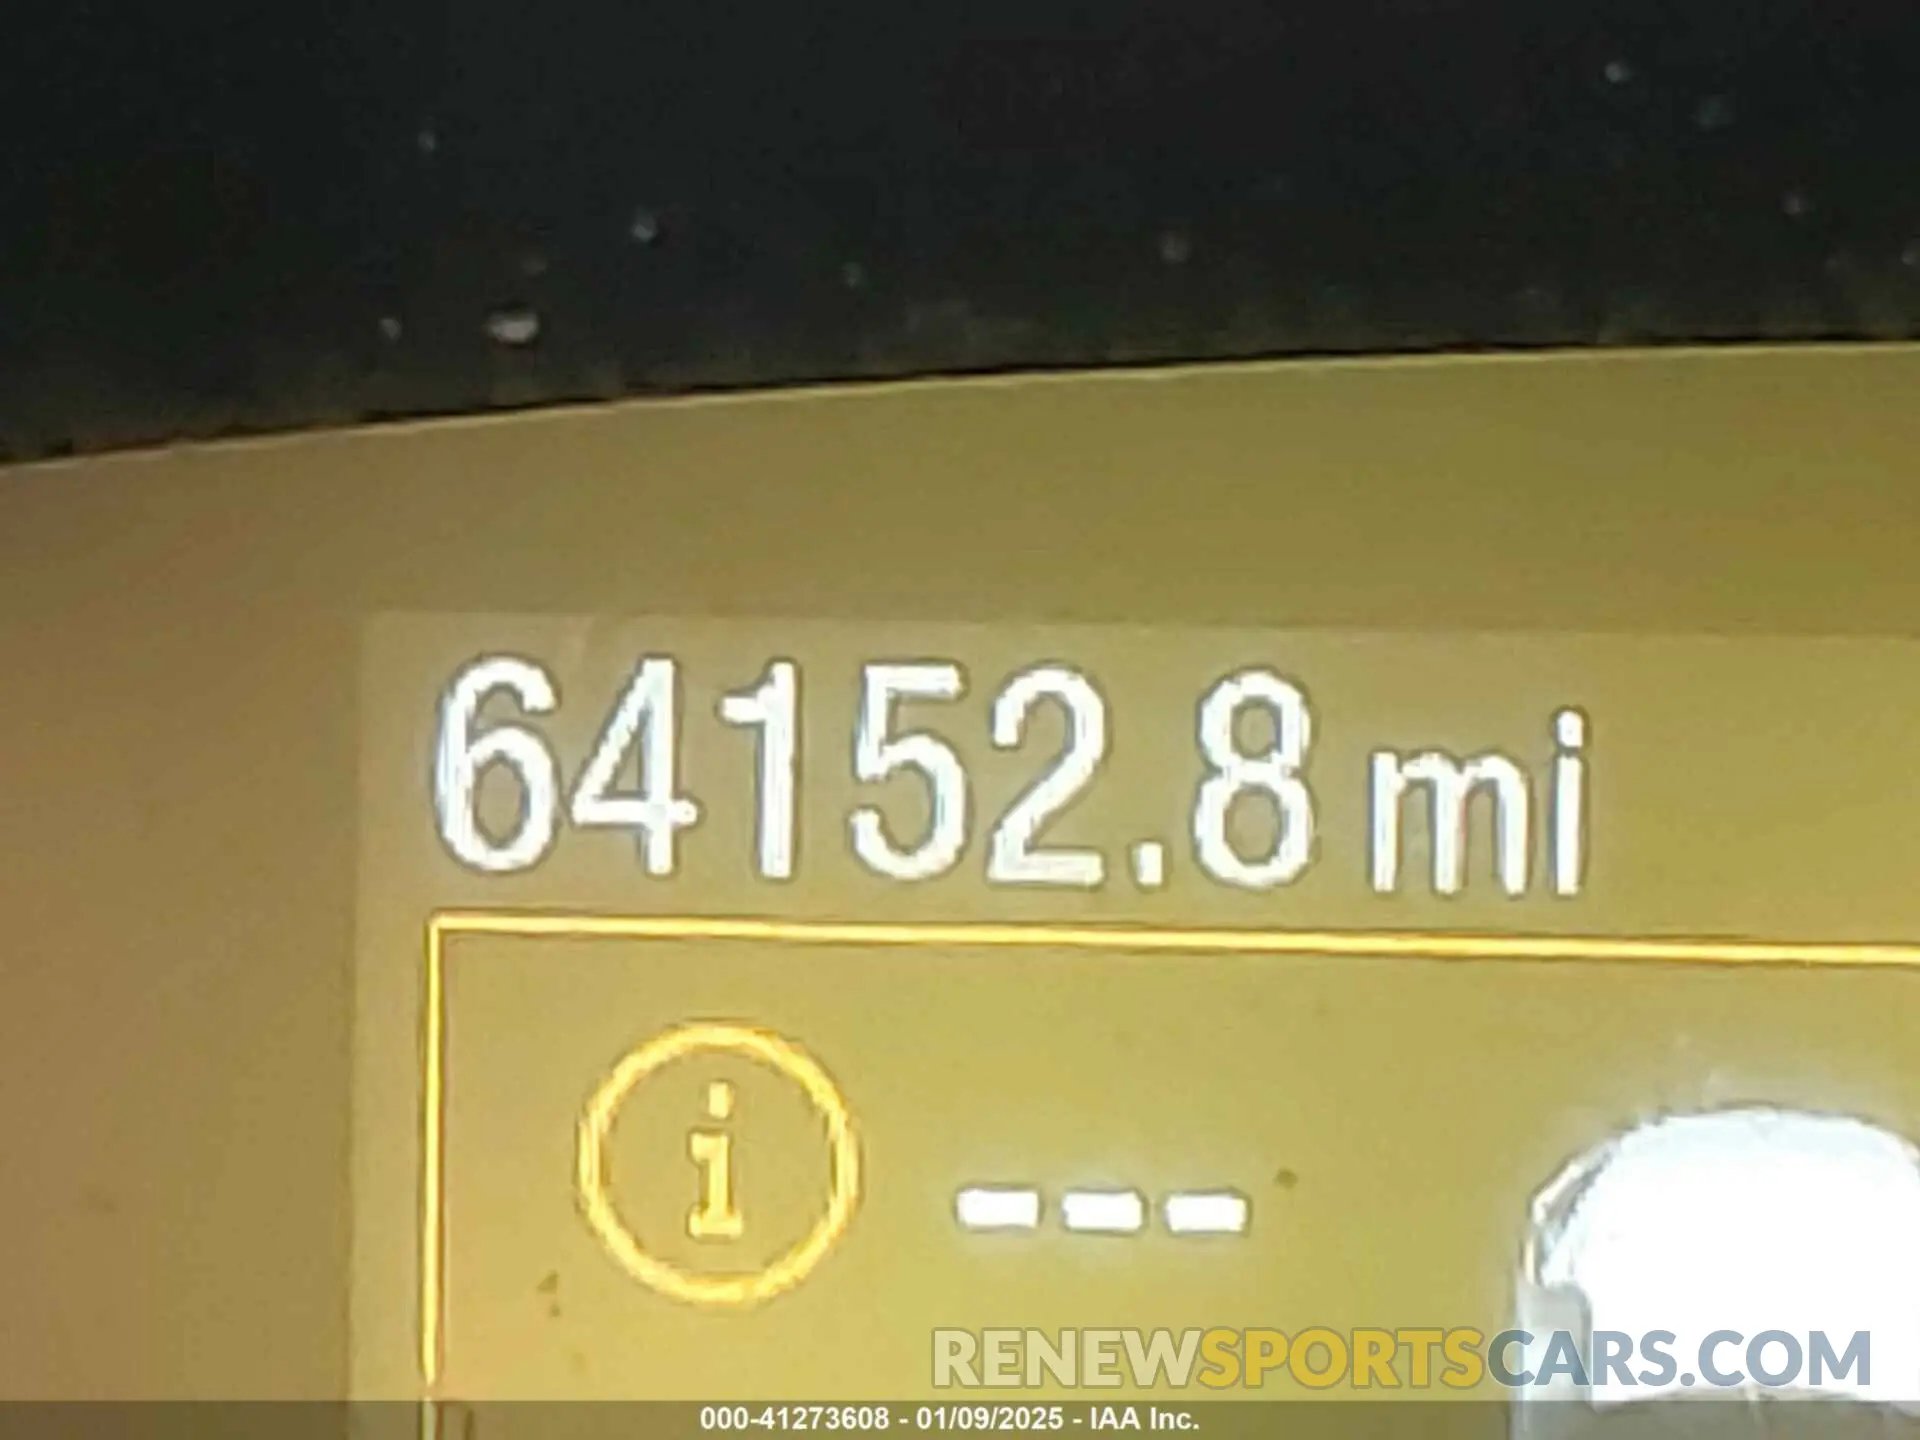 64152.8 mi
i ---
RENEWSPORTSCARS.COM
000-41273608 - 01/09/2025 - IAA Inc.